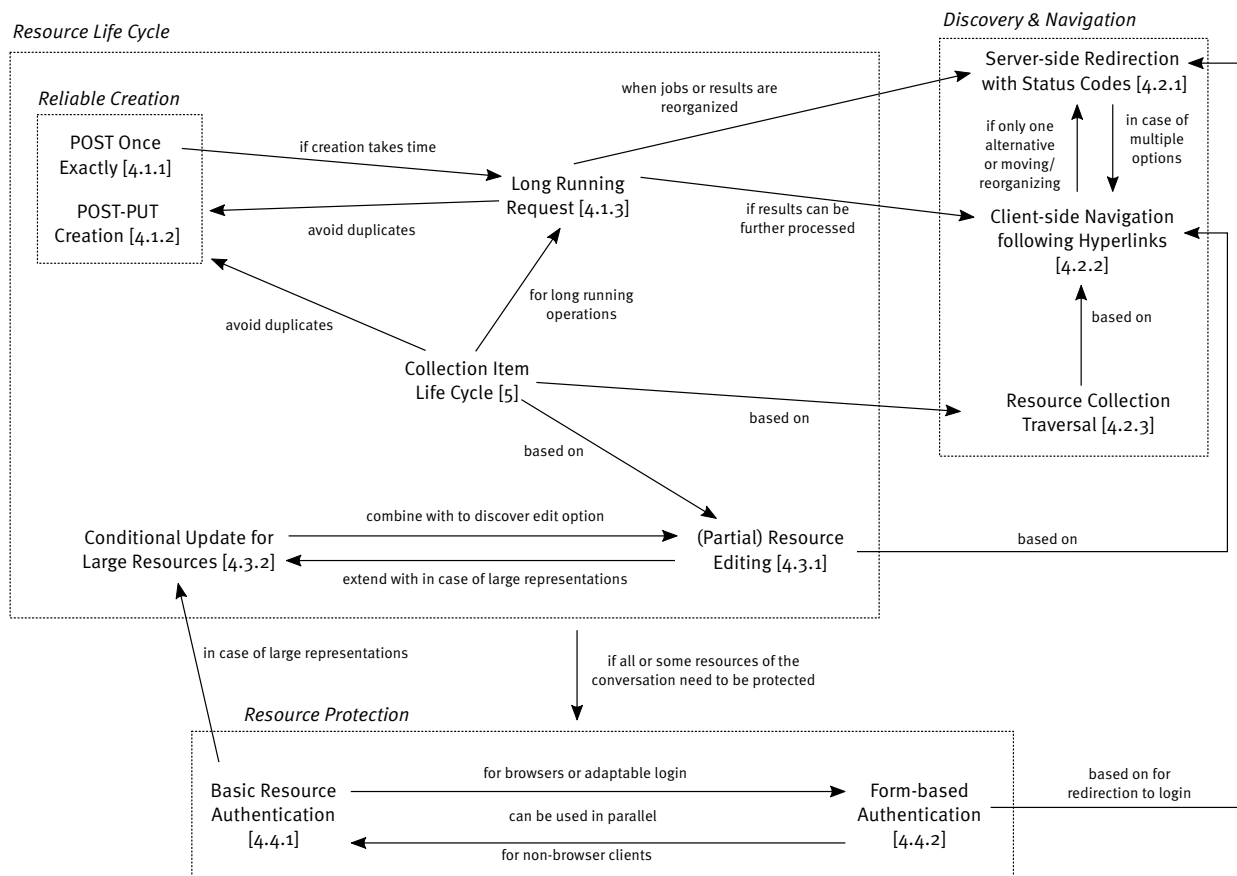 Resource Life Cycle
Discovery & Navigation
Reliable Creation
POST Once
Exactly [4.1.1]
POST-PUT
Creation [4.1.2]
if creation takes time
avoid duplicates
avoid duplicates
Long Running
Request [4.1.3]
for long running
operations
when jobs or results are
reorganized
if results can be
further processed
Server-side Redirection
with Status Codes [4.2.1]
if only one
alternative
or moving/
reorganizing
in case of
multiple
options
Client-side Navigation
following Hyperlinks
[4.2.2]
based on
Resource Collection
Traversal [4.2.3]
Collection Item
Life Cycle [5]
based on
based on
Conditional Update for
Large Resources [4.3.2]
combine with to discover edit option
extend with in case of large representations
(Partial) Resource
Editing [4.3.1]
based on
in case of large representations
if all or some resources of the
conversation need to be protected
Resource Protection
Basic Resource
Authentication
[4.4.1]
for browsers or adaptable login
can be used in parallel
for non-browser clients
Form-based
Authentication
[4.4.2]
based on for
redirection to login